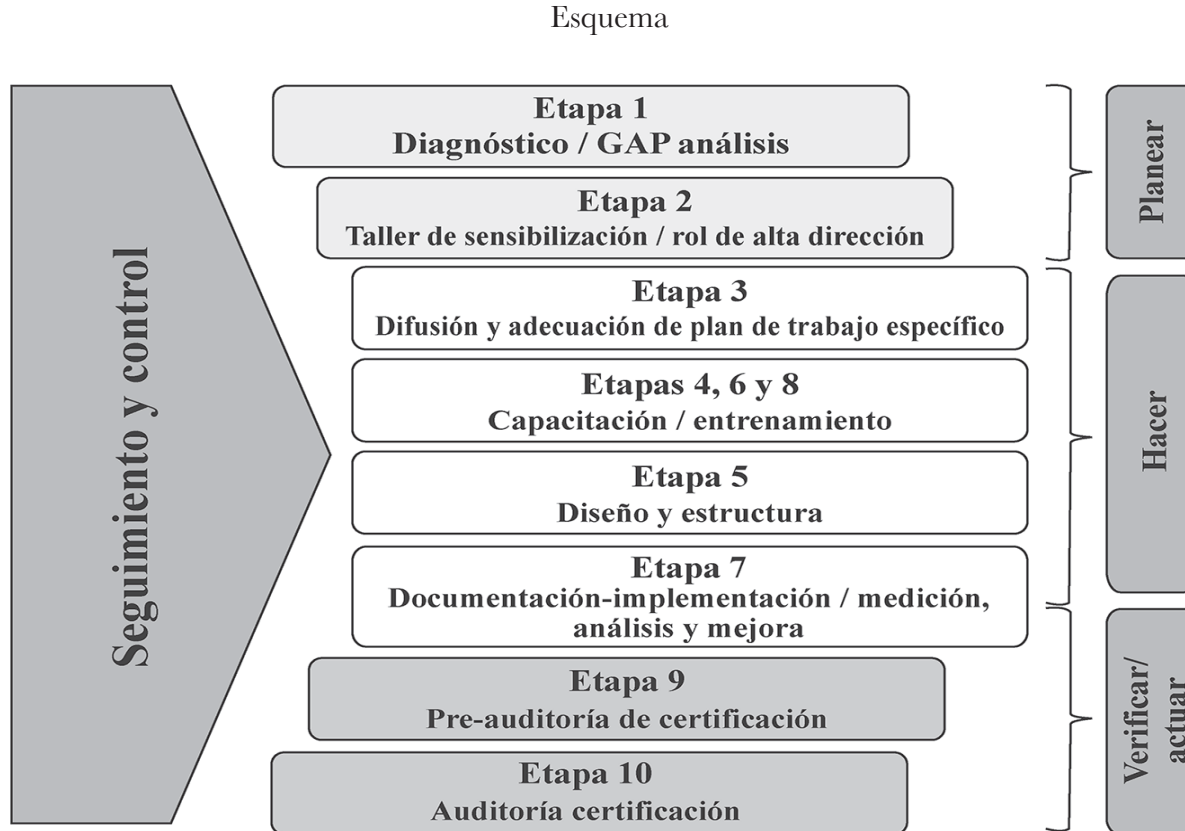 Esquema
Seguimiento y control
Etapa 1
Diagnóstico / GAP análisis
Etapa 2
Taller de sensibilización / rol de alta dirección
Etapa 3
Difusión y adecuación de plan de trabajo específico
Etapas 4, 6 y 8
Capacitación / entrenamiento
Etapa 5
Diseño y estructura
Etapa 7
Documentación-implementación / medición,
análisis y mejora
Etapa 9
Pre-auditoría de certificación
Etapa 10
Auditoría certificación
Planear
Hacer
Verificar/
actuar